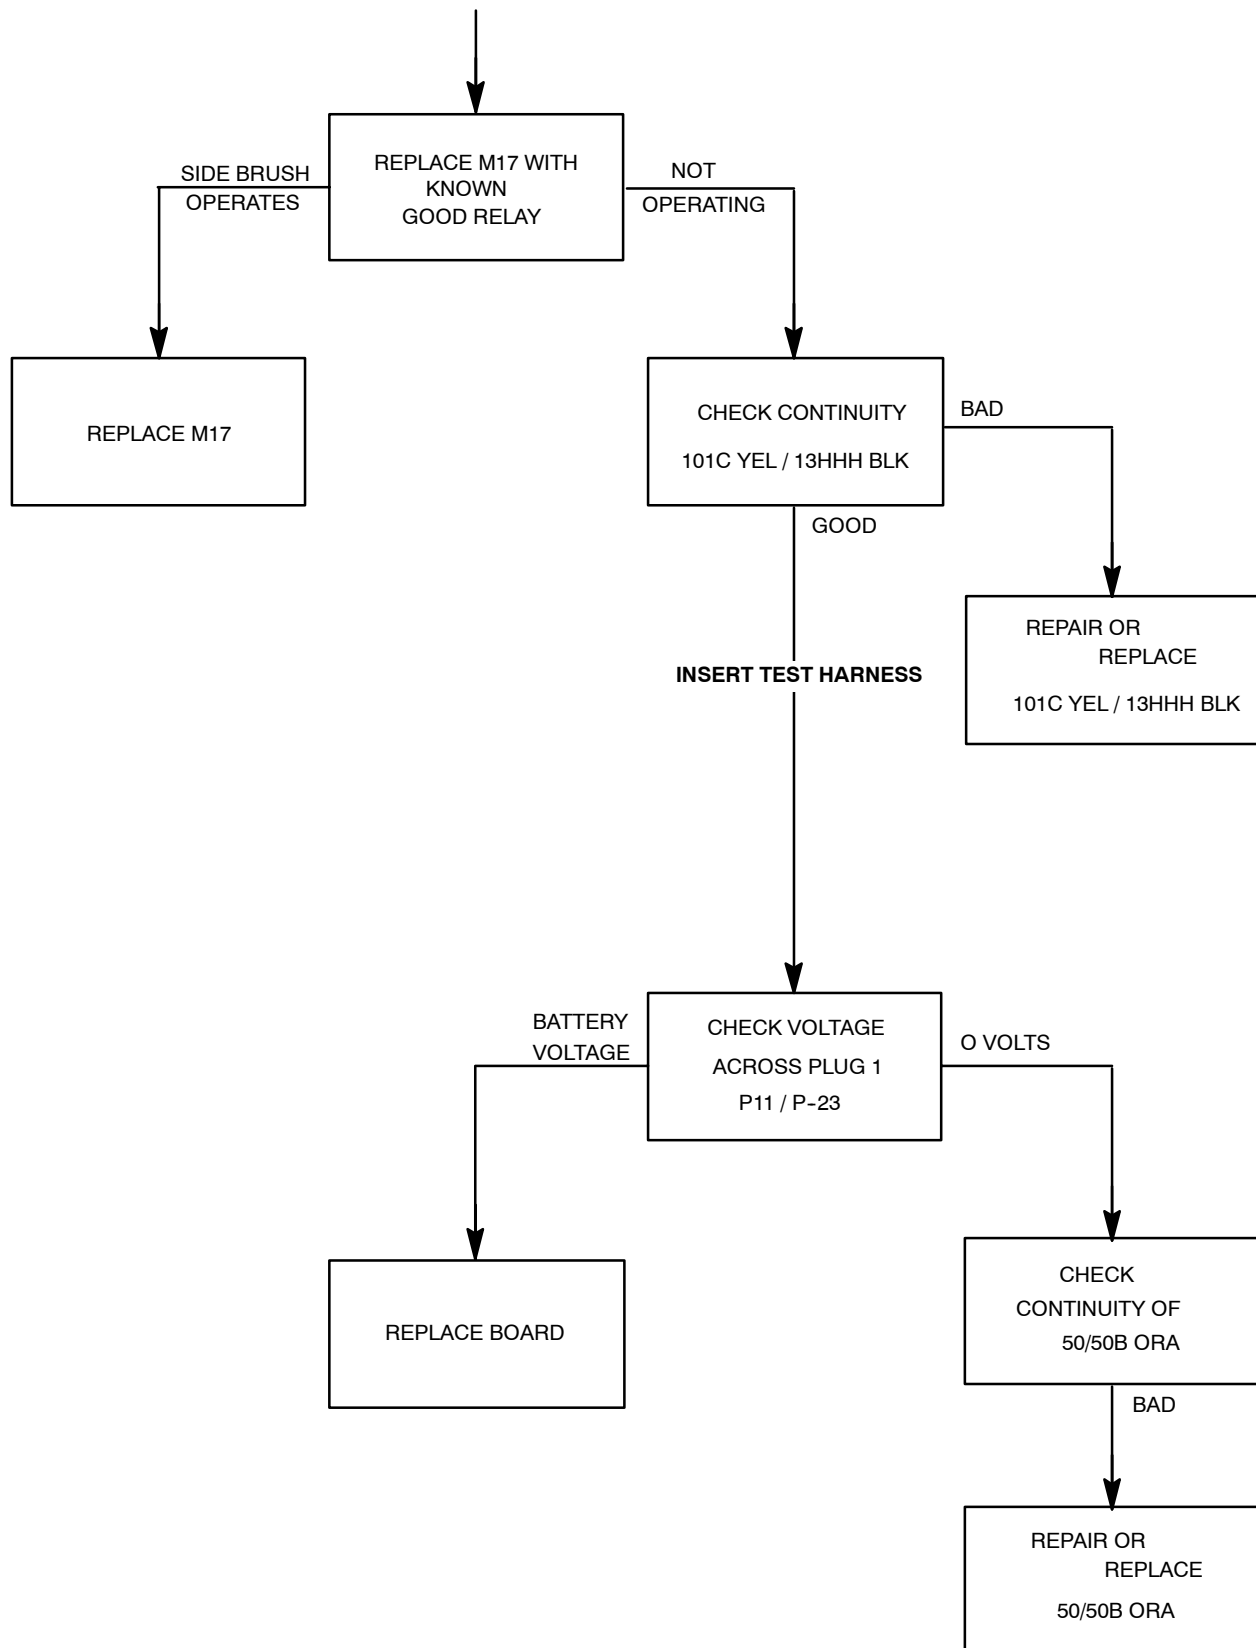 REPLACE M17 WITH
KNOWN
GOOD RELAY
SIDE BRUSH
OPERATES
NOT
OPERATING
REPLACE M17
CHECK CONTINUITY
101C YEL / 13HHH BLK
BAD
GOOD
REPAIR OR
REPLACE
101C YEL / 13HHH BLK
INSERT TEST HARNESS
BATTERY
VOLTAGE
CHECK VOLTAGE
ACROSS PLUG 1
P11 / P-23
O VOLTS
REPLACE BOARD
CHECK
CONTINUITY OF
50/50B ORA
BAD
REPAIR OR
REPLACE
50/50B ORA